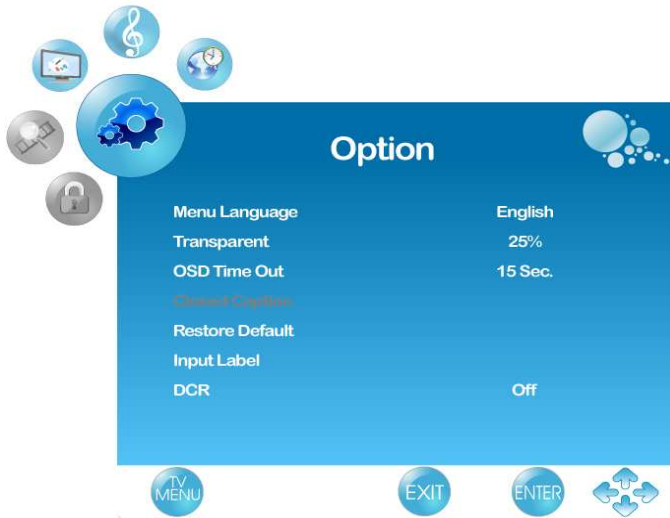 Option
Menu Language English
Transparent 25%
OSD Time Out 15 Sec.
Closed Caption
Restore Default
Input Label
DCR Off
TV
MENU EXIT ENTER